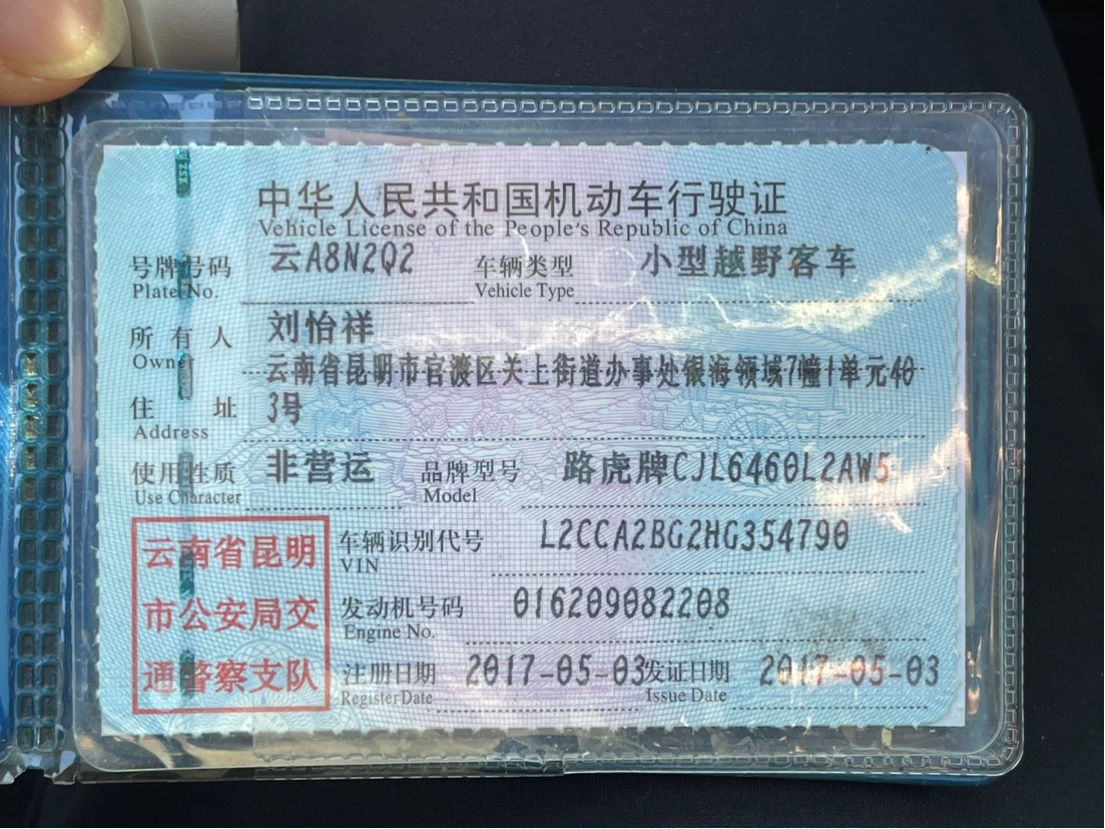 中华人民共和国机动车行驶证
Vehicle License of the People's Republic of China
号牌号码 云A8N2Q2 车辆类型 小型越野客车
Plate No. Vehicle Type
所有人 刘怡祥
Owner
云南省昆明市官渡区关上街道办事处银海领域7幢1单元40
住址 3号
Address
使用性质 非营运 品牌型号 路虎牌CJL6460L2AW5
Use Character Model
云南省昆明 车辆识别代号 L2CCA2BG2HG354790
VIN
市公安局交 发动机号码 016209082208
Engine No.
通警察支队 注册日期 2017-05-03 发证日期 2017-05-03
Register Date Issue Date